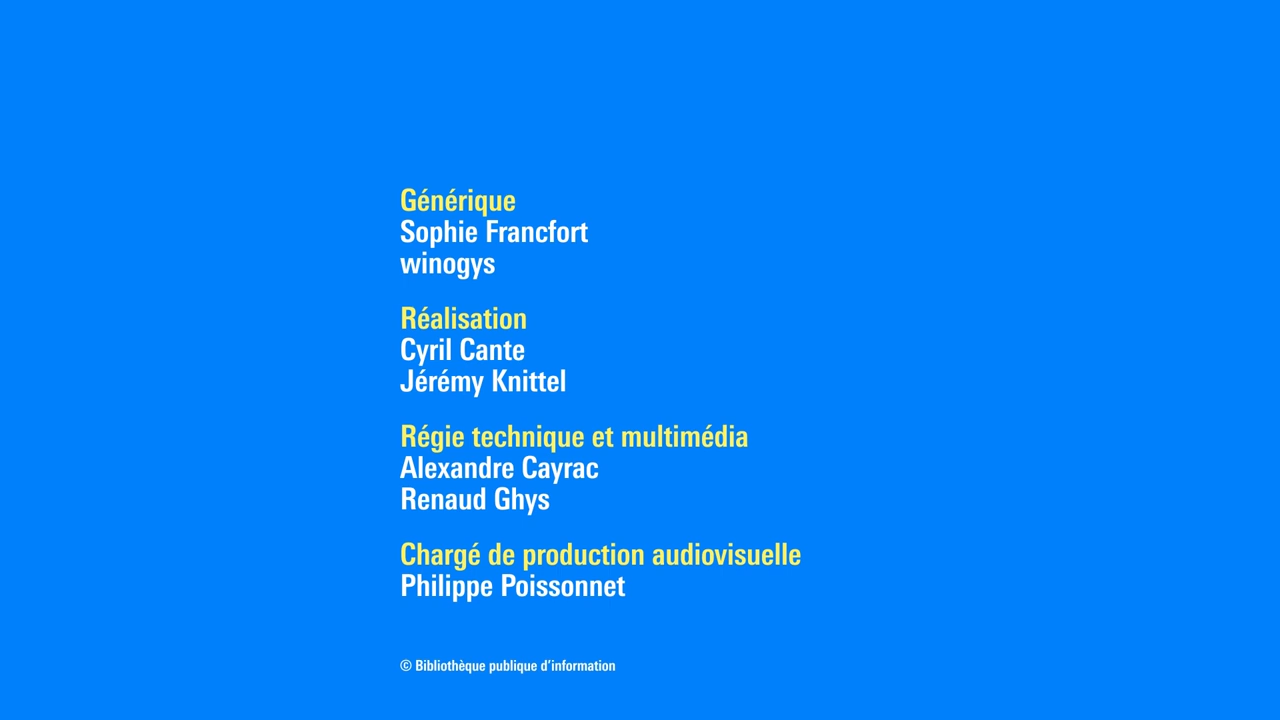 Générique
Sophie Francfort
winogys
Réalisation
Cyril Cante
Jérémy Knittel
Régie technique et multimédia
Alexandre Cayrac
Renaud Ghys
Chargé de production audiovisuelle
Philippe Poissonnet
© Bibliothèque publique d’information